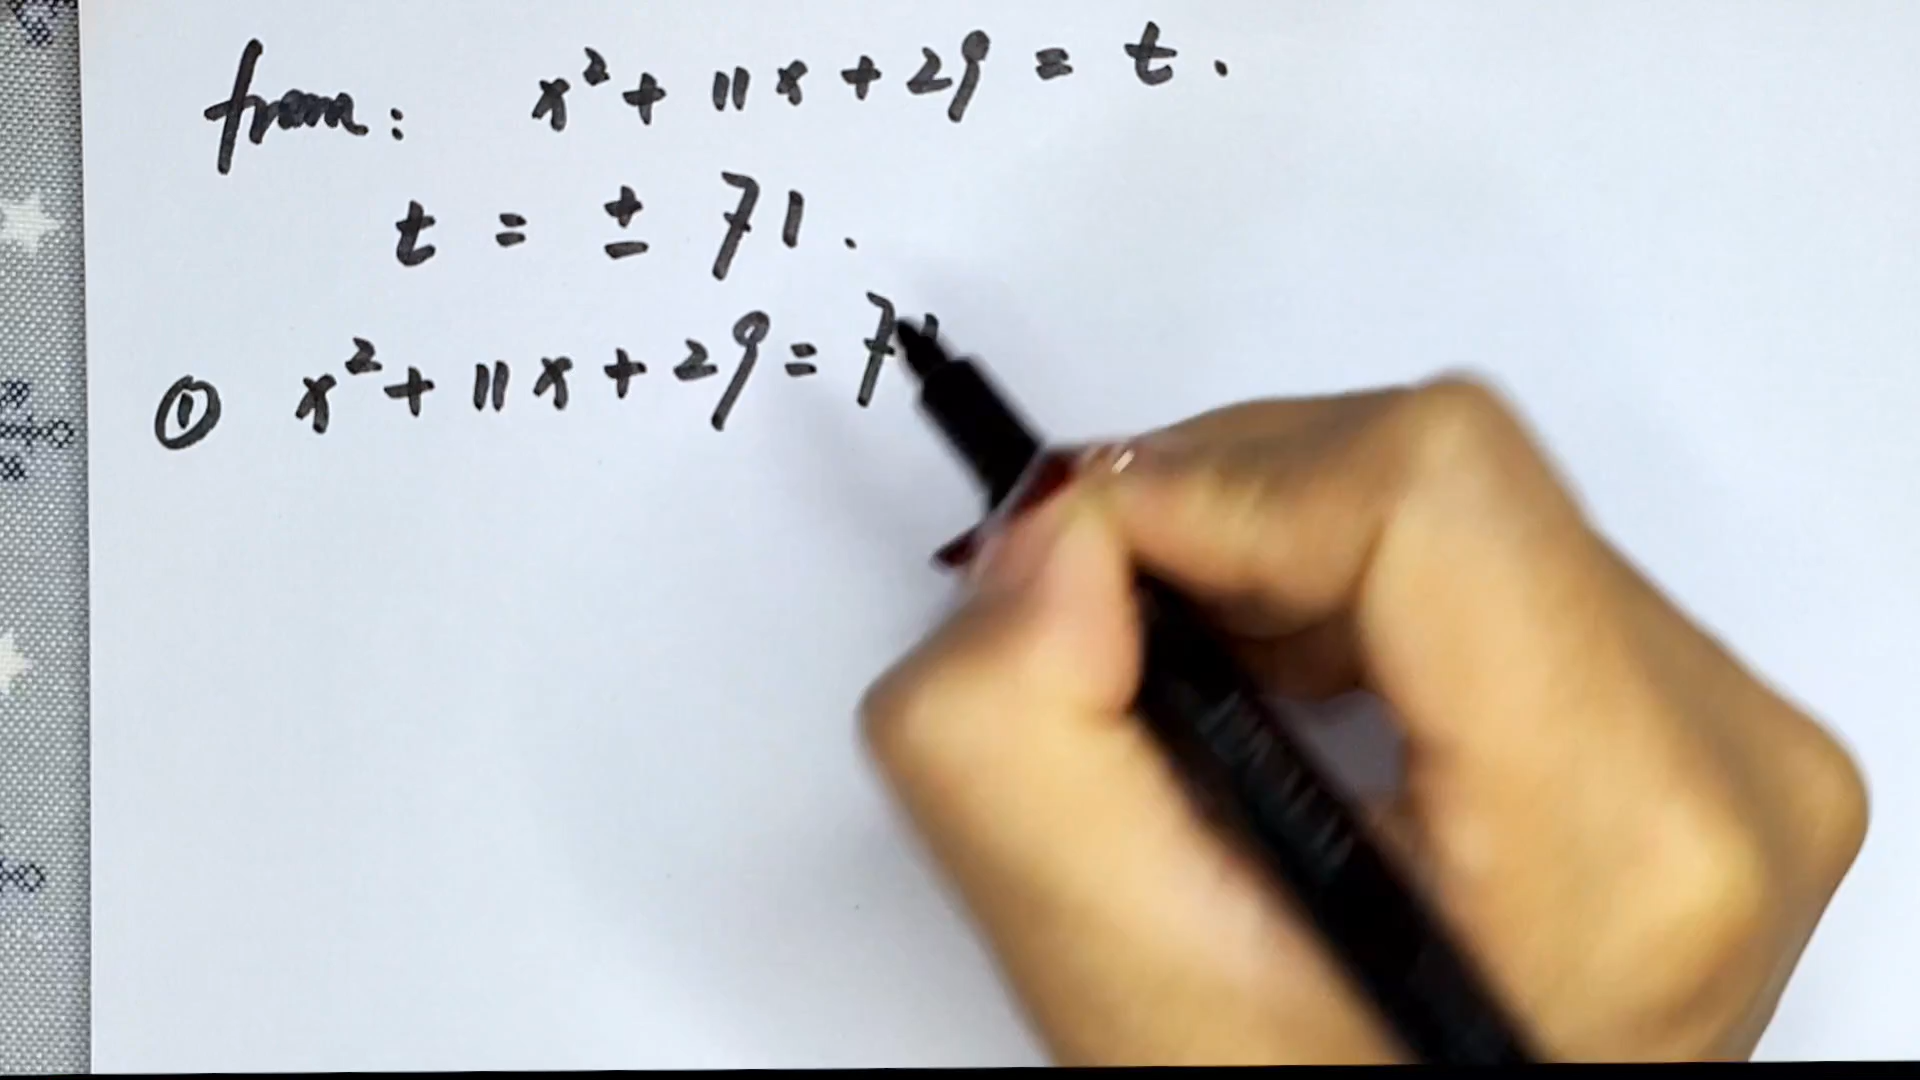 from: x² + 11x + 29 = t.
t = ± 71.
① x² + 11x + 29 = 71